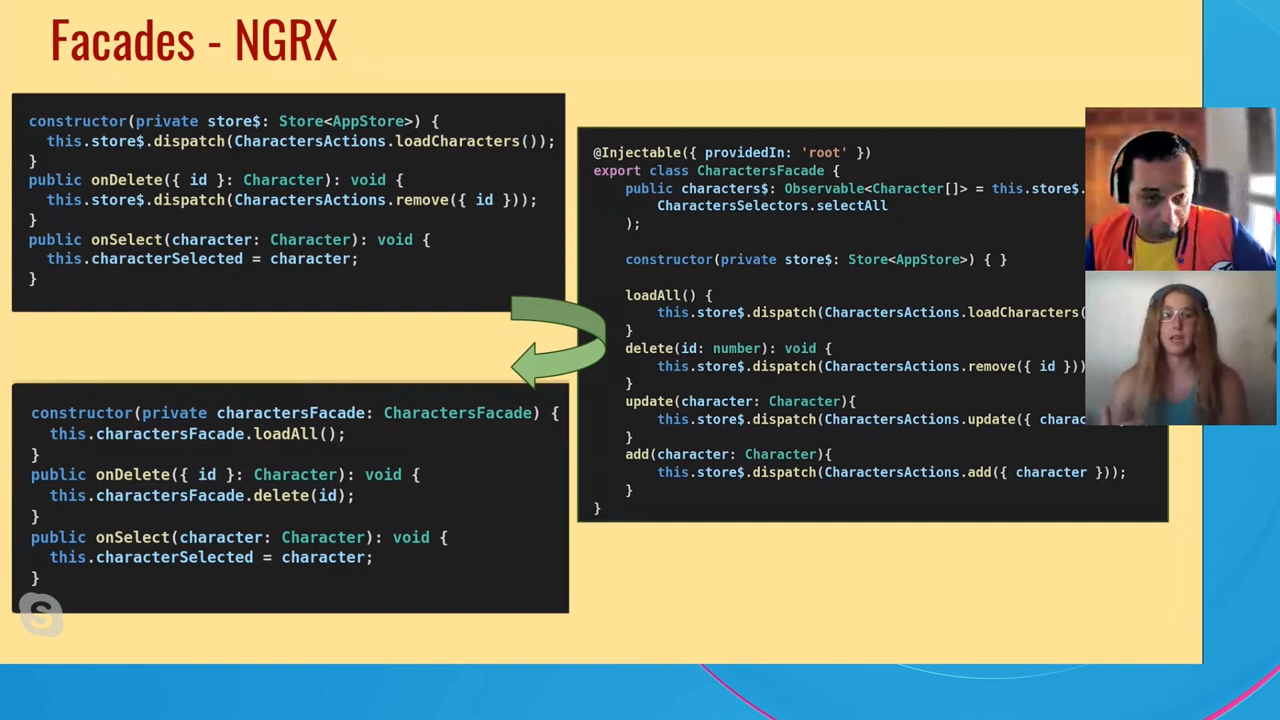 Facades - NGRX
constructor(private store$: Store<AppStore>) {
this.store$.dispatch(CharactersActions.loadCharacters());
}
public onDelete({ id }: Character): void {
this.store$.dispatch(CharactersActions.remove({ id }));
}
public onSelect(character: Character): void {
this.characterSelected = character;
}
constructor(private charactersFacade: CharactersFacade) {
this.charactersFacade.loadAll();
}
public onDelete({ id }: Character): void {
this.charactersFacade.delete(id);
}
public onSelect(character: Character): void {
this.characterSelected = character;
}
@Injectable({ providedIn: 'root' })
export class CharactersFacade {
public characters$: Observable<Character[]> = this.store$.
CharactersSelectors.selectAll
);
constructor(private store$: Store<AppStore>) { }
loadAll() {
this.store$.dispatch(CharactersActions.loadCharacters(
}
delete(id: number): void {
this.store$.dispatch(CharactersActions.remove({ id }))
}
update(character: Character){
this.store$.dispatch(CharactersActions.update({
}
add(character: Character){
this.store$.dispatch(CharactersActions.add({ character }));
}
}
S